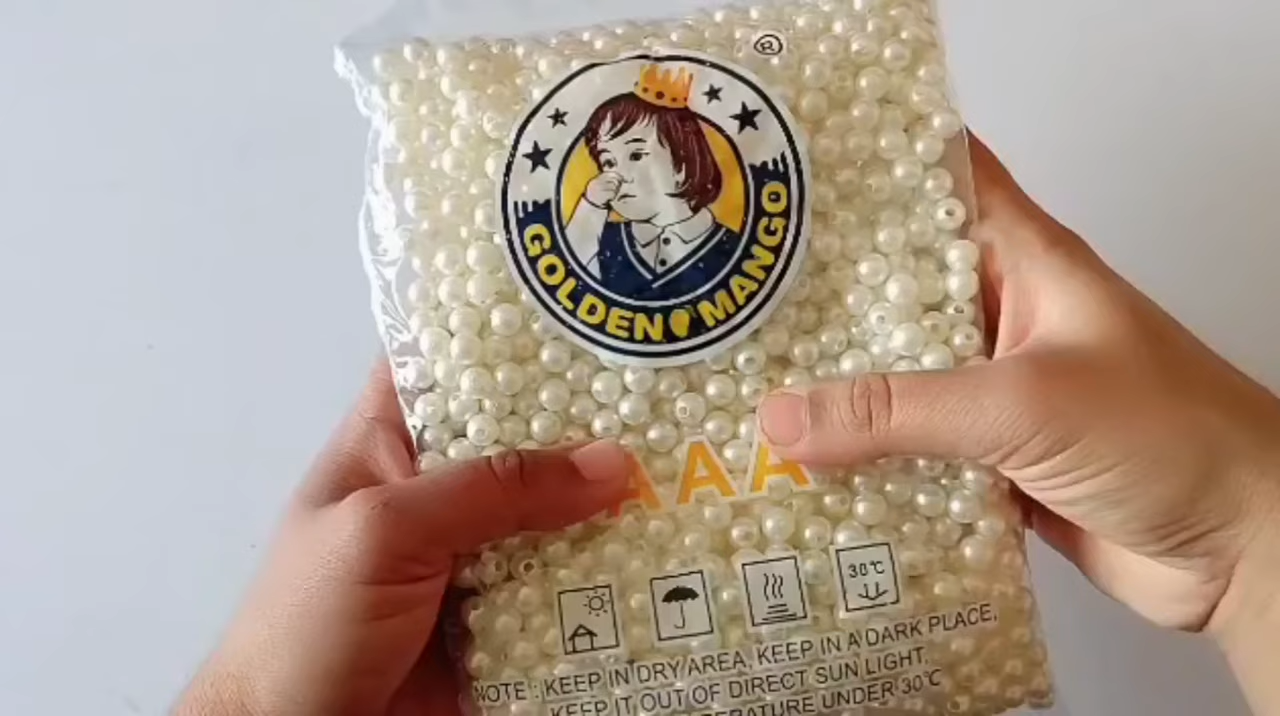 ®
GOLDEN MANGO
AAA
30℃
NOTE : KEEP IN DRY AREA, KEEP IN A DARK PLACE,
KEEP IT OUT OF DIRECT SUN LIGHT,
UNDER 30℃